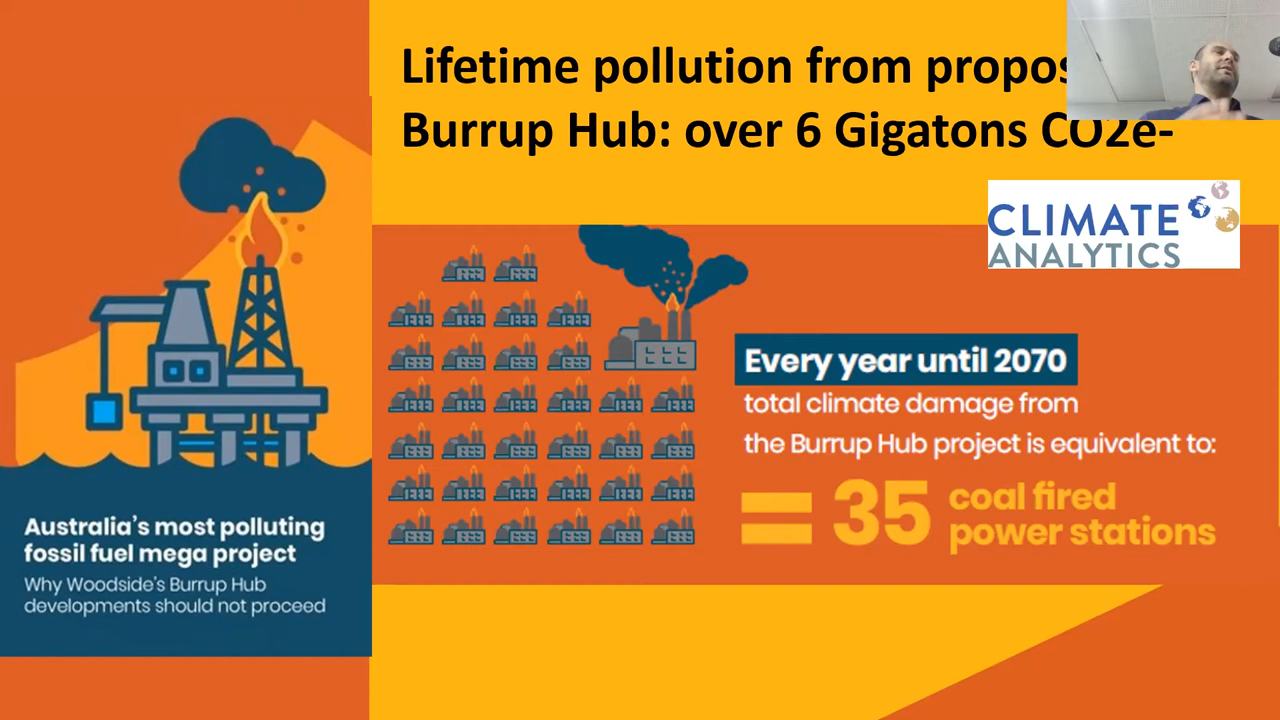 Lifetime pollution from
Burrup Hub: over 6 Gigatons CO2e-
CLIMATE
ANALYTICS
Every year until 2070
total climate damage from
the Burrup Hub project is equivalent to:
= 35 coal fired
power stations
Australia's most polluting
fossil fuel mega project
Why Woodside's Burrup Hub
developments should not proceed